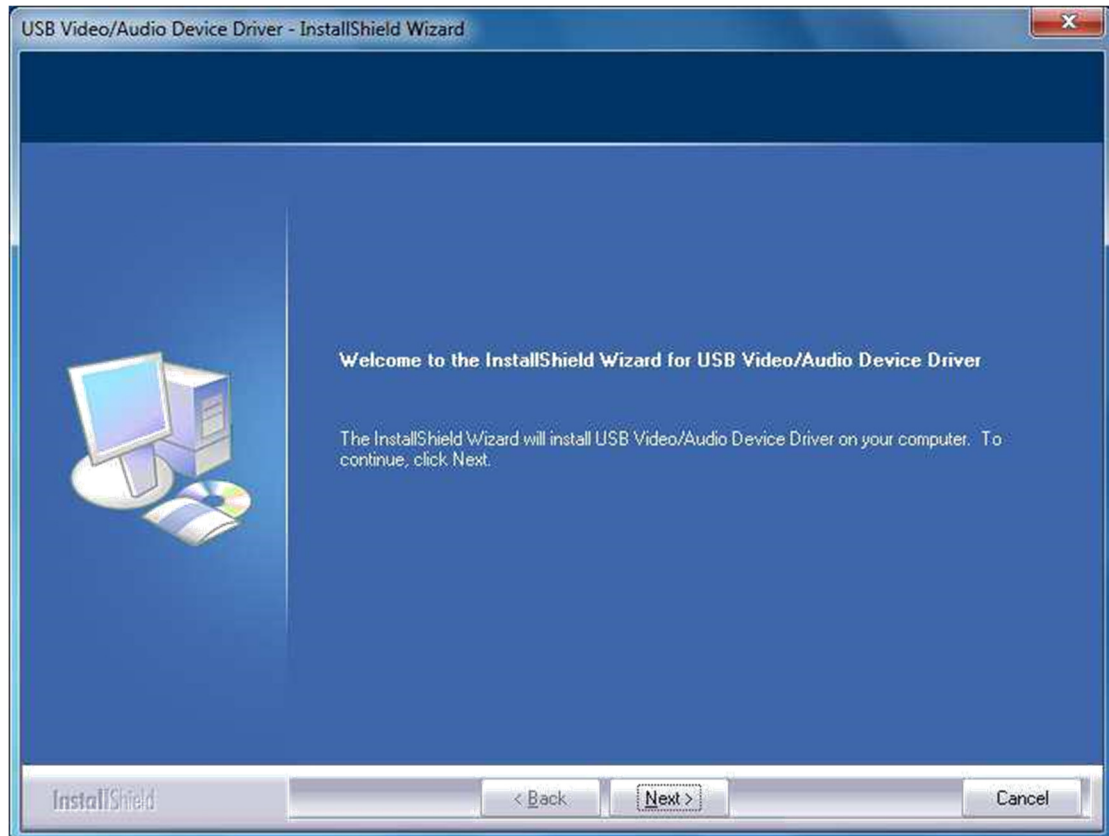 USB Video/Audio Device Driver - InstallShield Wizard
Welcome to the InstallShield Wizard for USB Video/Audio Device Driver
The InstallShield Wizard will install USB Video/Audio Device Driver on your computer.  To
continue, click Next.
InstallShield
< Back
Next >
Cancel